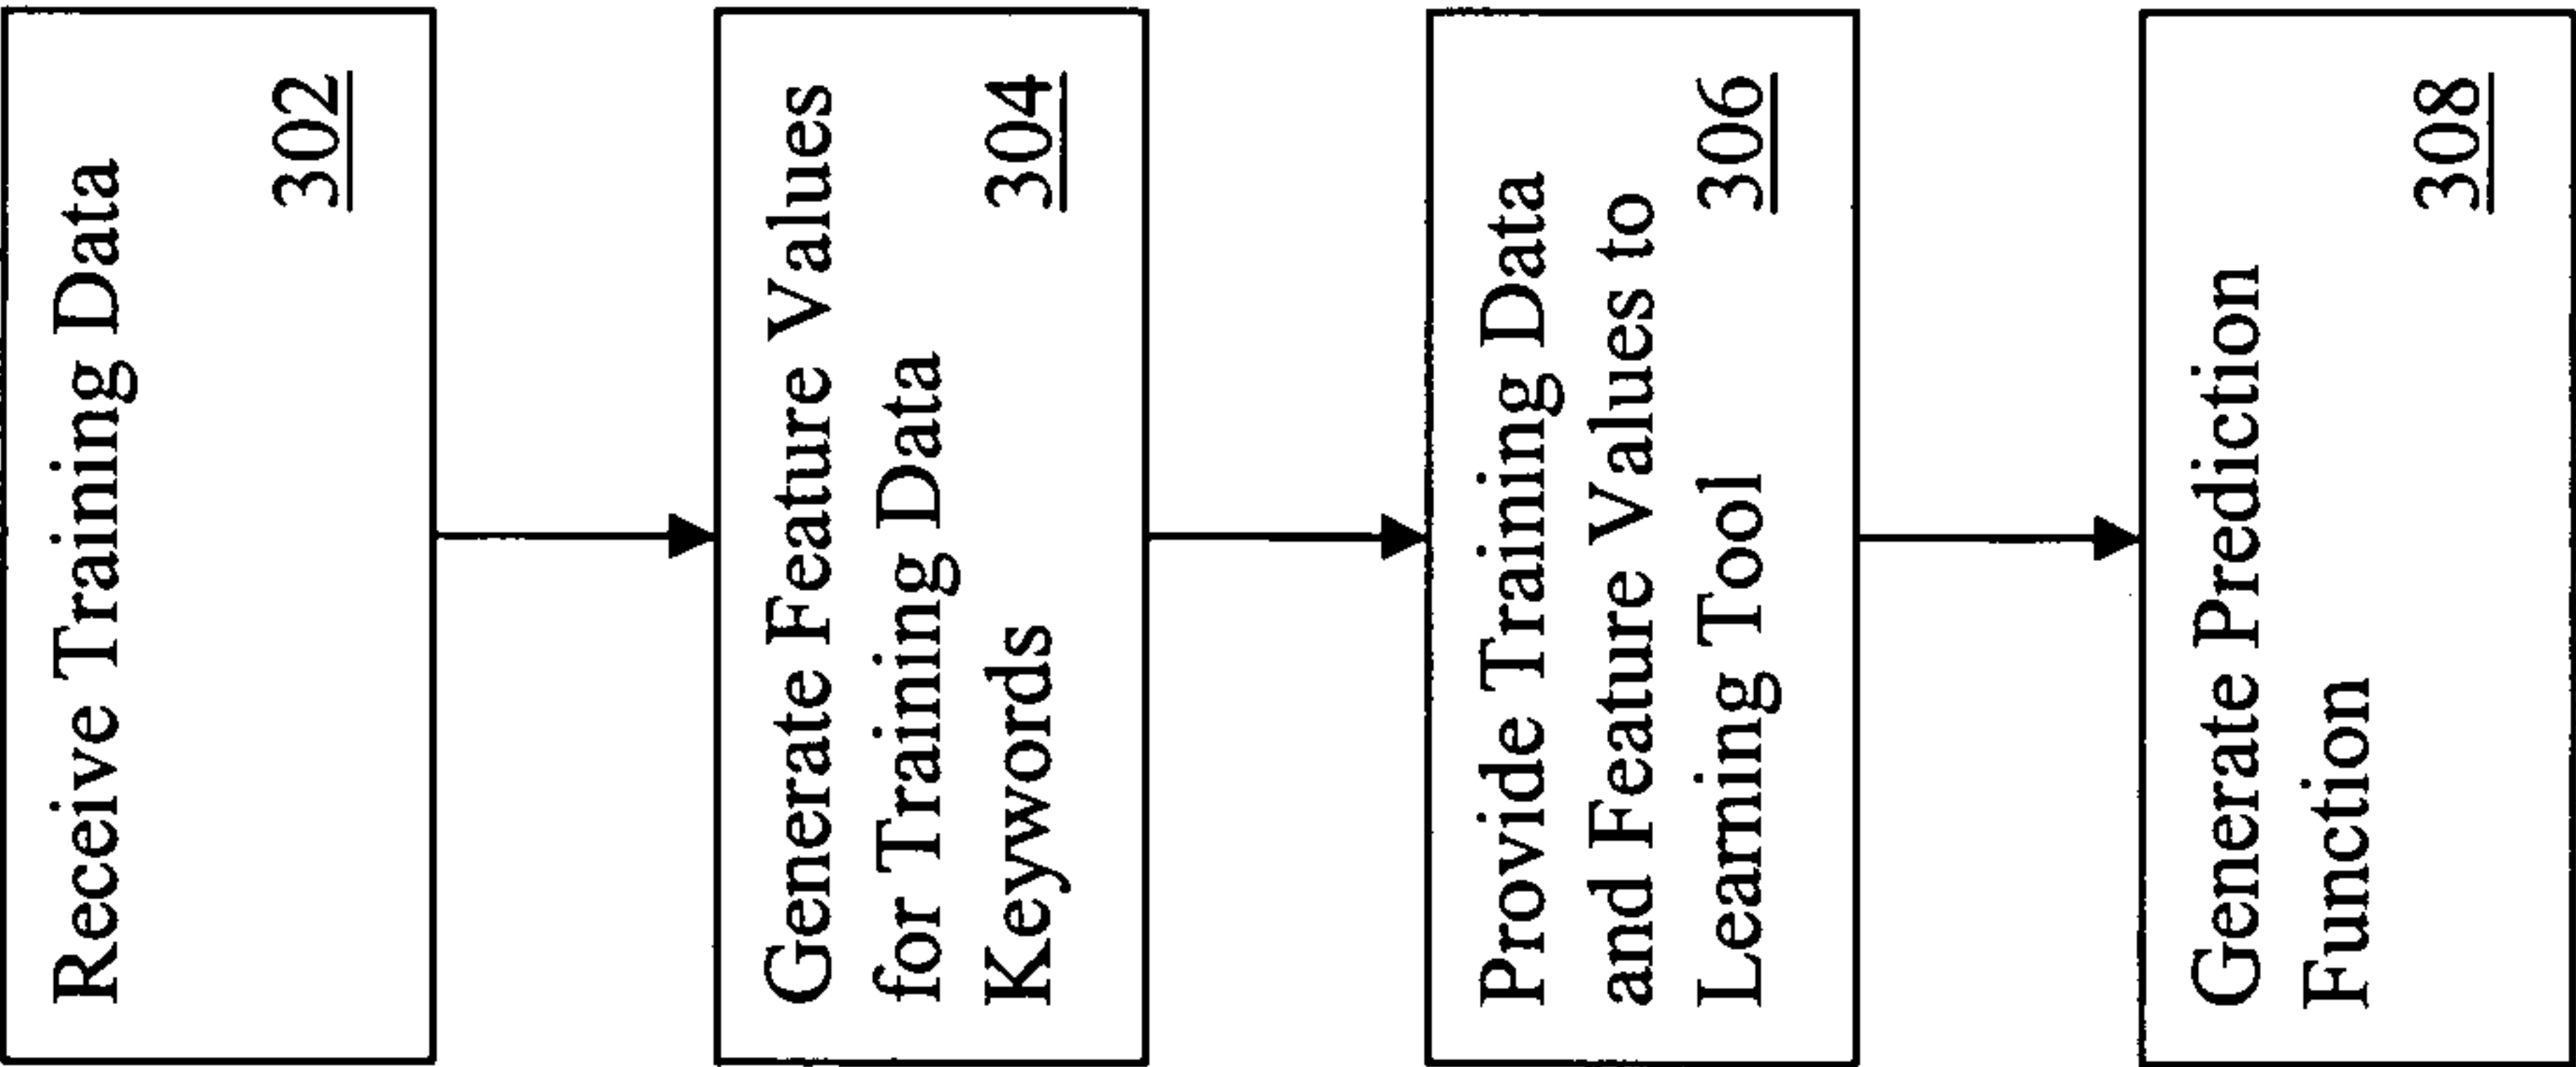 Receive Training Data
302
Generate Feature Values
for Training Data
Keywords
304
Provide Training Data
and Feature Values to
Learning Tool
306
Generate Prediction
Function
308